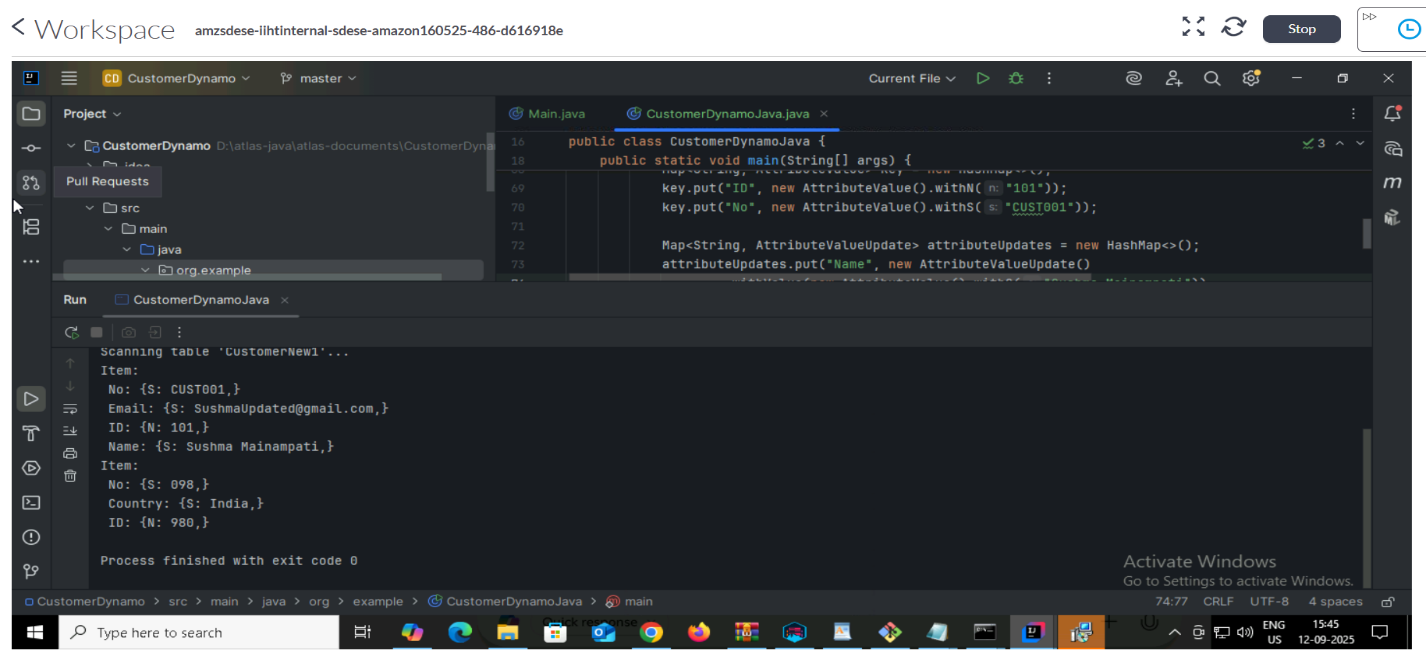 Workspace amzsdese-iihtinternal-sdese-amazon160525-486-d616918e Stop
CD CustomerDynamo master Current File
Project Main.java CustomerDynamoJava.java
CustomerDynamo D:\atlas-java\atlas-documents\CustomerDyna
16 public class CustomerDynamoJava { 3
18 public static void main(String[] args) {
.idea
Pull Requests
69 key.put("ID", new AttributeValue().withN( n: "101"));
src
70 key.put("No", new AttributeValue().withS( s: "CUST001"));
71
main
72 Map<String, AttributeValueUpdate> attributeUpdates = new HashMap<>();
java
73 attributeUpdates.put("Name", new AttributeValueUpdate()
org.example
Run CustomerDynamoJava
Scanning table 'CustomerNew1'...
Item:
No: {S: CUST001,}
Email: {S: SushmaUpdated@gmail.com,}
ID: {N: 101,}
Name: {S: Sushma Mainampati,}
Item:
No: {S: 098,}
Country: {S: India,}
ID: {N: 980,}
Process finished with exit code 0
Activate Windows
Go to Settings to activate Windows.
CustomerDynamo > src > main > java > org > example > CustomerDynamoJava > main 74:77 CRLF UTF-8 4 spaces
Type here to search
Quick response
ENG 15:45
US 12-09-2025